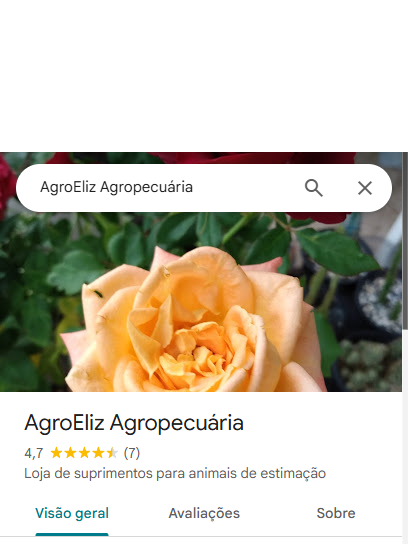 AgroEliz Agropecuária
AgroEliz Agropecuária
4,7 (7)
Loja de suprimentos para animais de estimação
Visão geral Avaliações Sobre